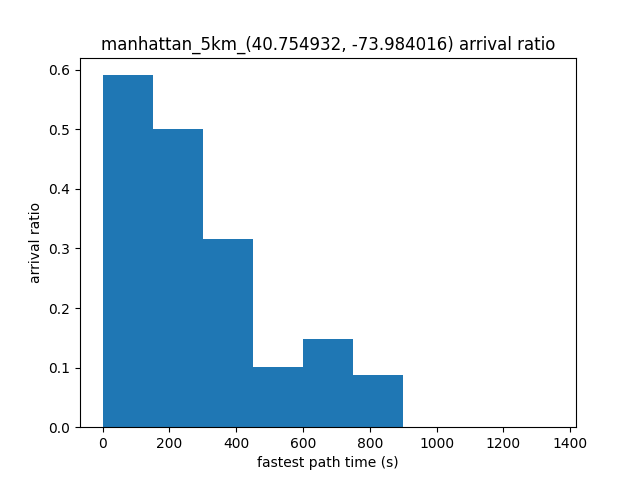 manhattan_5km_(40.754932, -73.984016) arrival ratio
0.6
0.5
0.4
0.3
0.2
0.1
0.0
arrival ratio
0 200 400 600 800 1000 1200 1400
fastest path time (s)